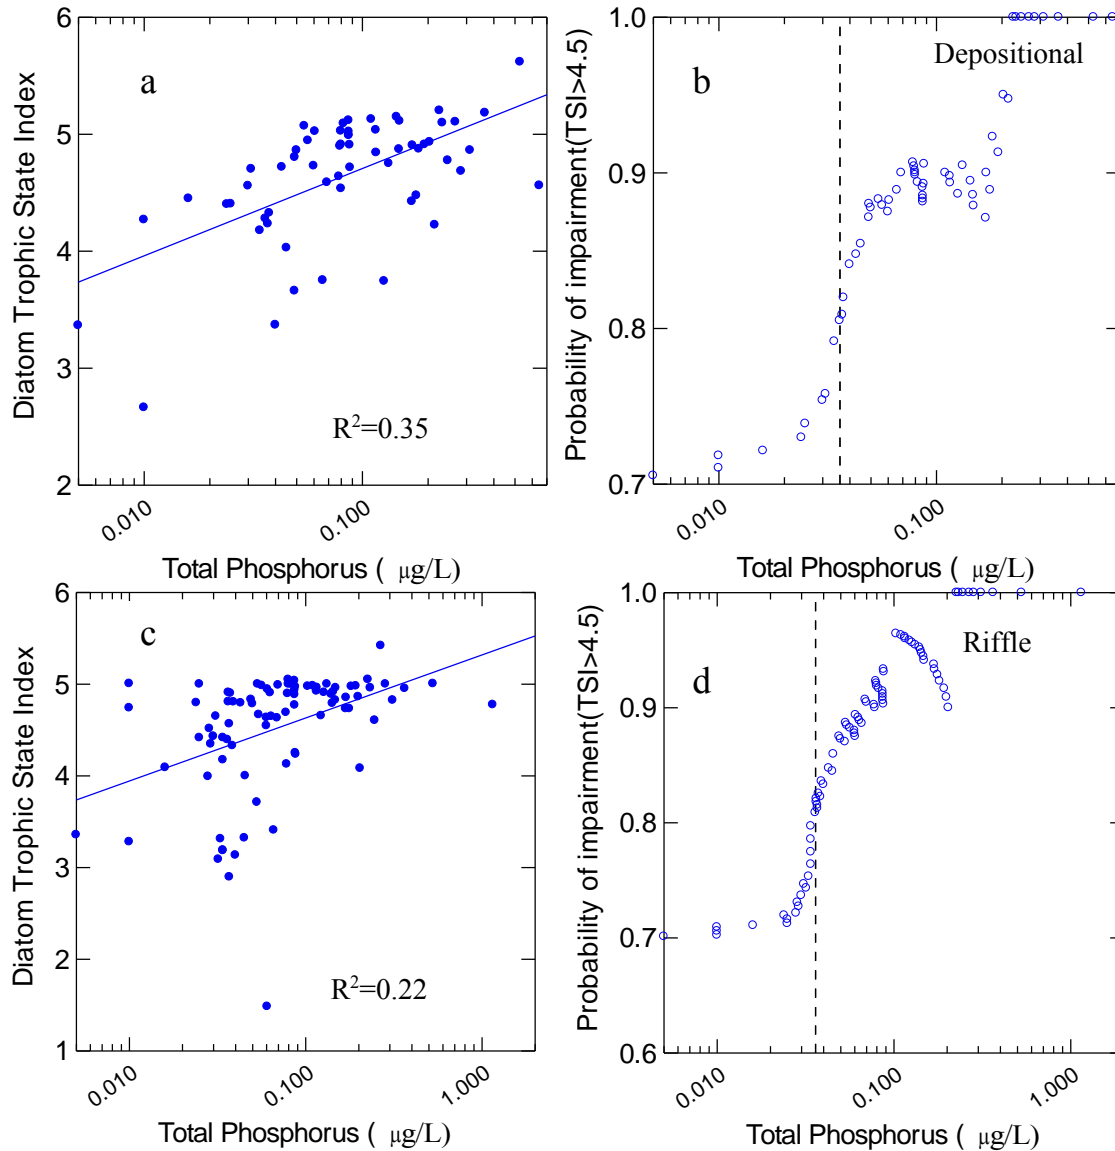 Diatom Trophic State Index
6
5
4
3
2
a
R²=0.35
0.010
0.100
Total Phosphorus ( μg/L)
Probability of impairment(TSI>4.5)
1.0
0.9
0.8
0.7
b
Depositional
0.010
0.100
Total Phosphorus ( μg/L)
Diatom Trophic State Index
6
5
4
3
2
1
c
R²=0.22
0.010
0.100
1.000
Total Phosphorus ( μg/L)
Probability of impairment(TSI>4.5)
1.0
0.9
0.8
0.7
0.6
Riffle
d
0.010
0.100
1.000
Total Phosphorus ( μg/L)